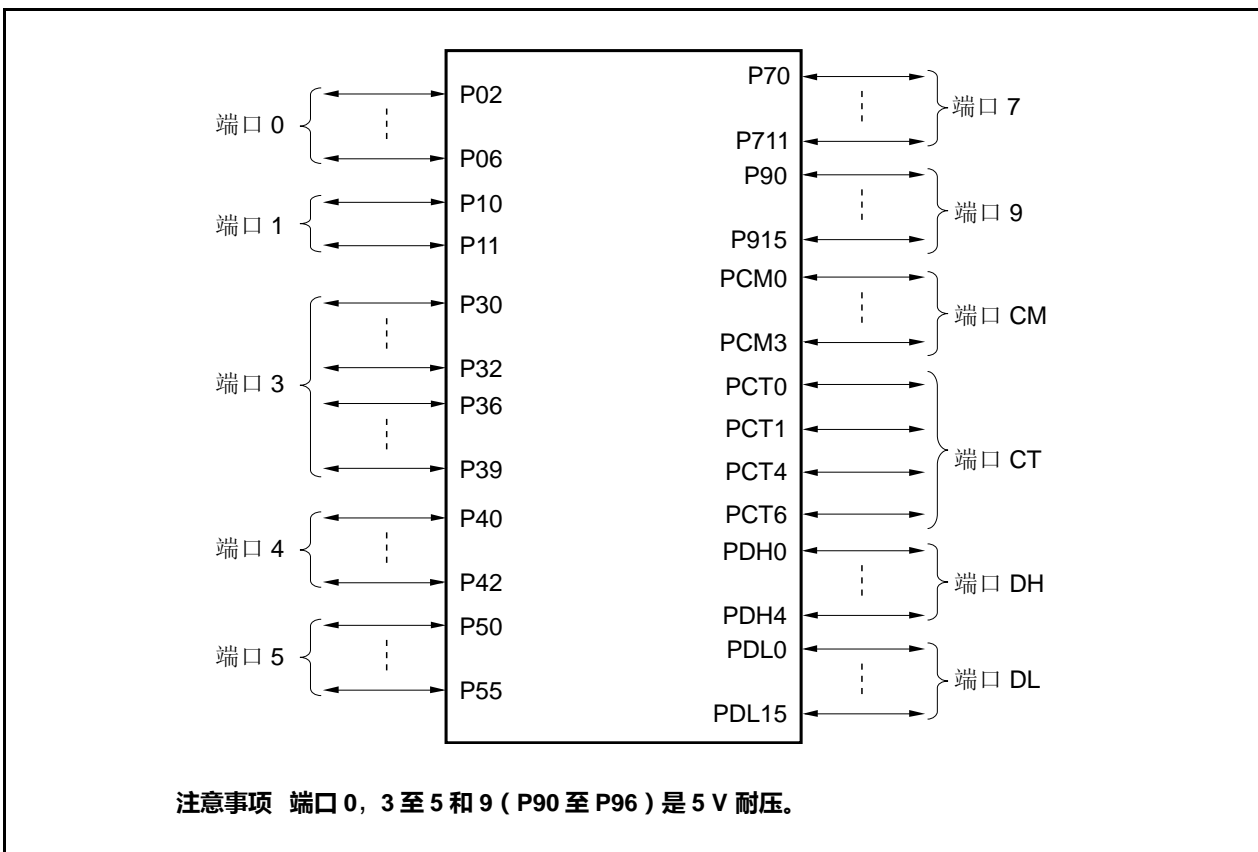 端口 0
P02
P06
端口 1
P10
P11
端口 3
P30
P32
P36
P39
端口 4
P40
P42
端口 5
P50
P55
P70
P711
端口 7
P90
P915
端口 9
PCM0
PCM3
端口 CM
PCT0
PCT1
PCT4
PCT6
端口 CT
PDH0
PDH4
端口 DH
PDL0
PDL15
端口 DL
注意事项 端口 0，3 至 5 和 9（P90 至 P96）是 5 V 耐压。